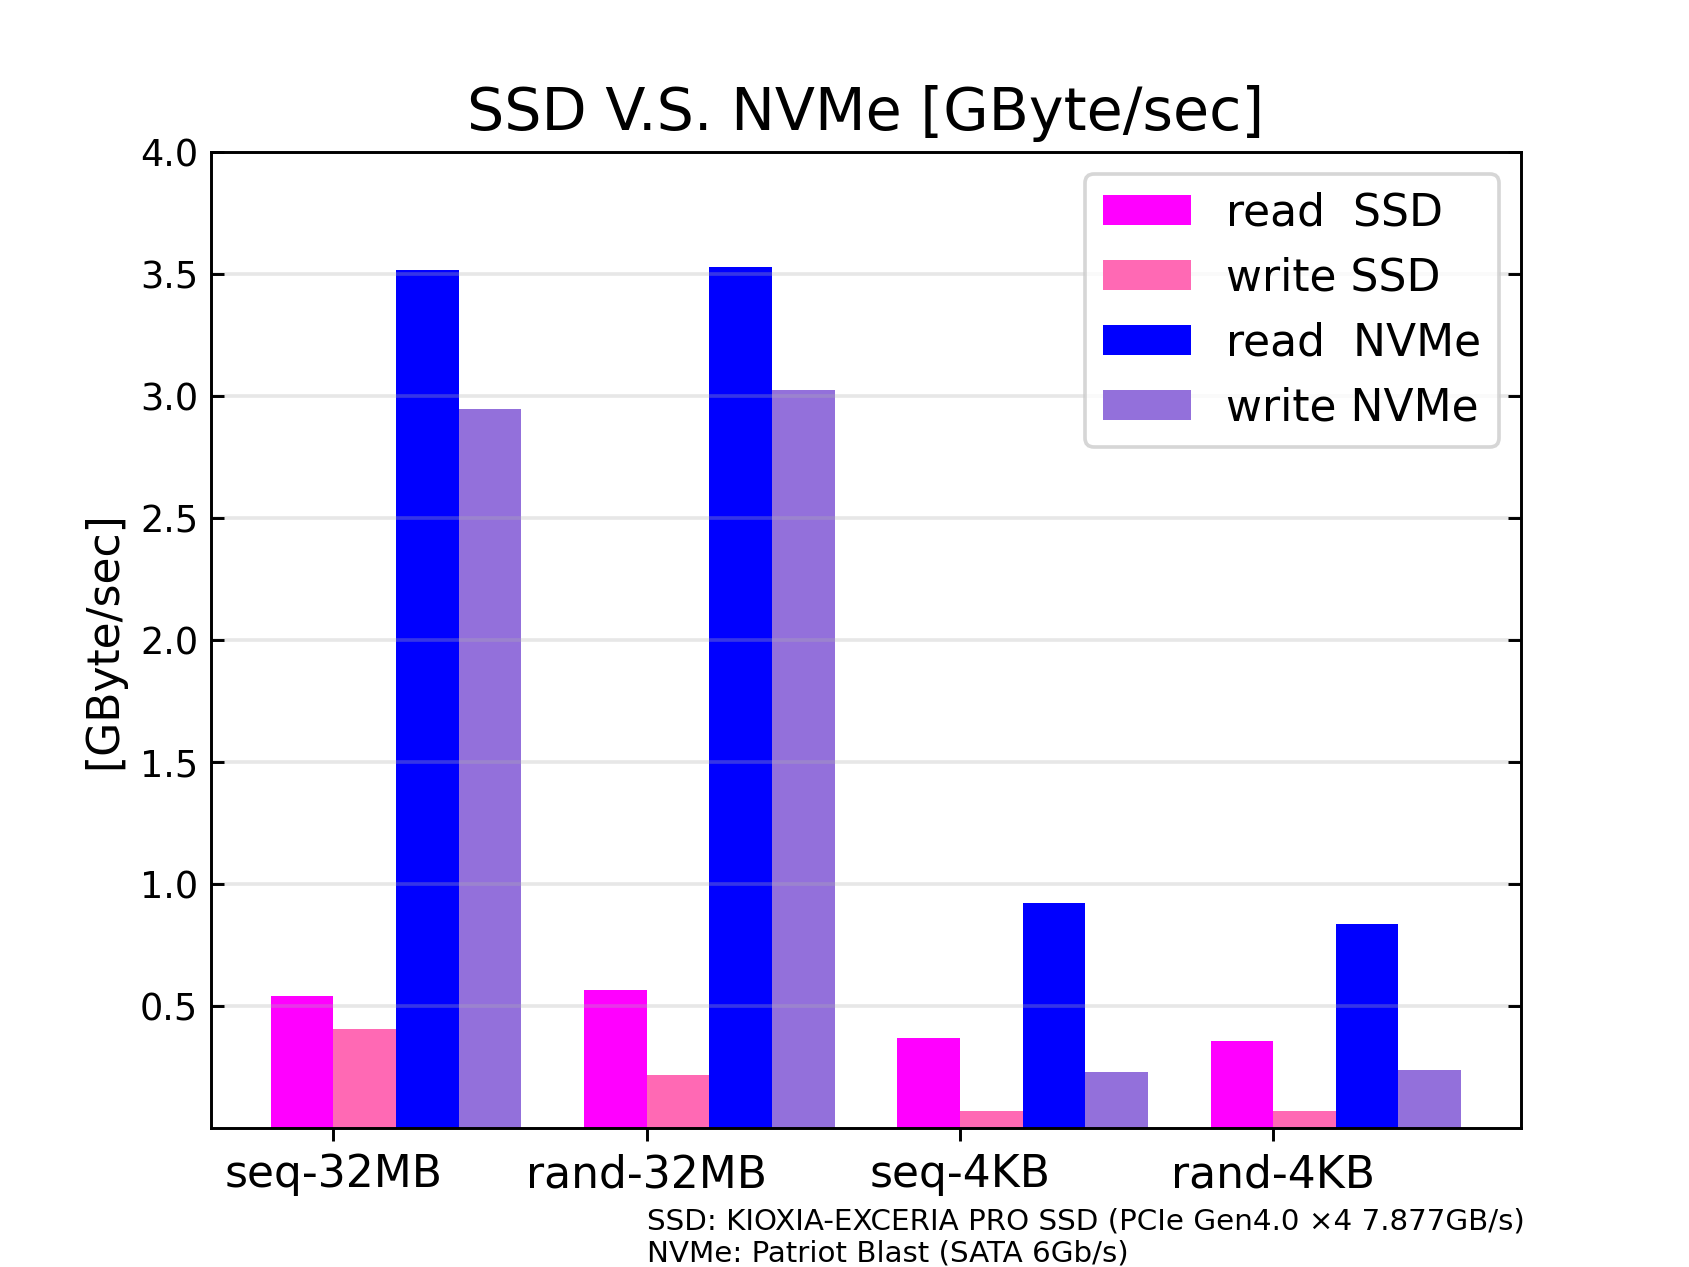 SSD V.S. NVMe [GByte/sec]
4.0
3.5
3.0
2.5
2.0
1.5
1.0
0.5
[GByte/sec]
read  SSD
write SSD
read  NVMe
write NVMe
seq-32MB rand-32MB seq-4KB rand-4KB
SSD: KIOXIA-EXCERIA PRO SSD (PCIe Gen4.0 ×4 7.877GB/s)
NVMe: Patriot Blast (SATA 6Gb/s)